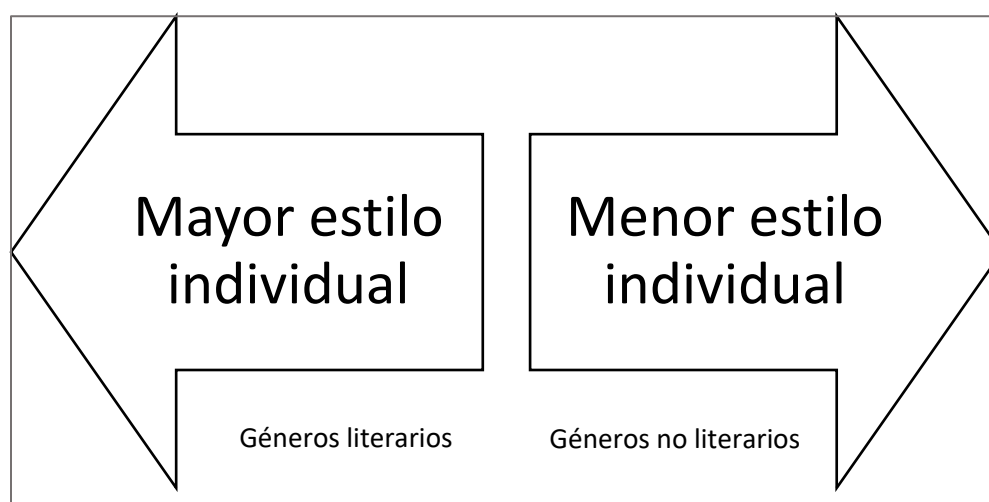 Mayor estilo
individual
Menor estilo
individual
Géneros literarios
Géneros no literarios